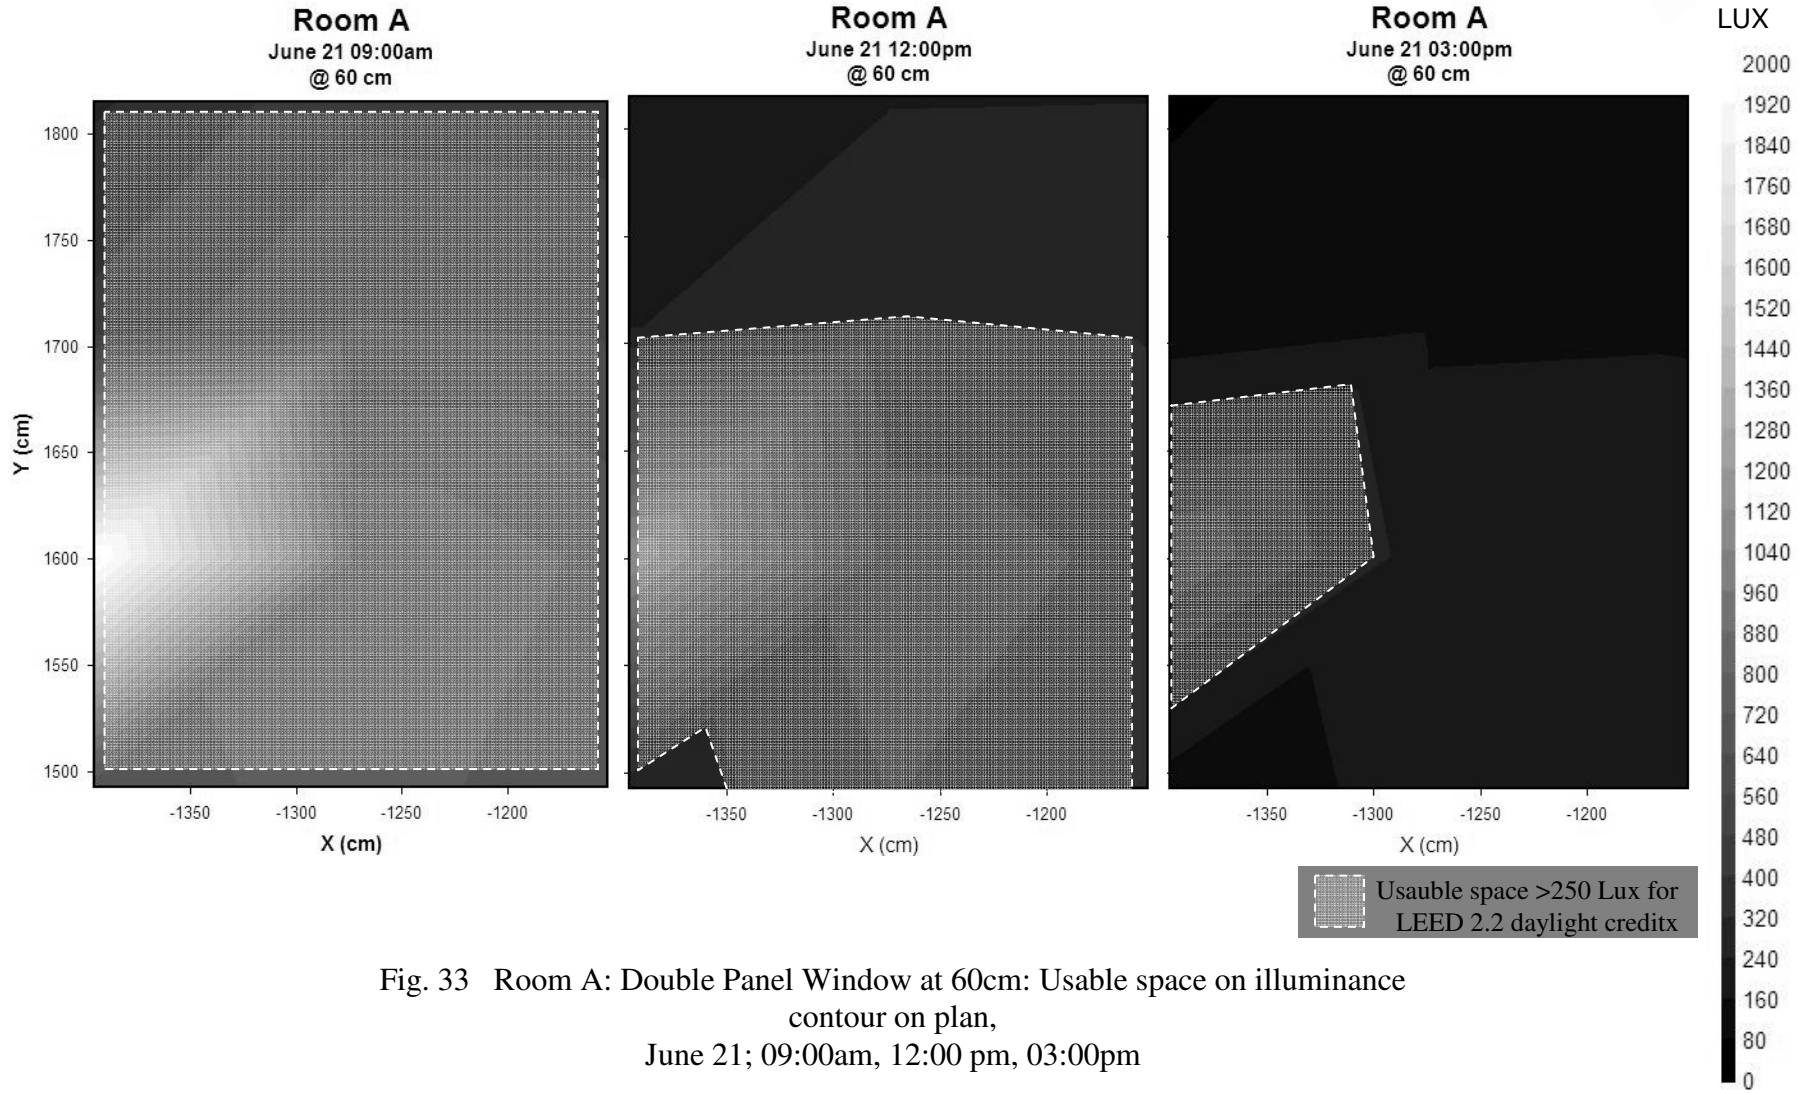 Room A
June 21 09:00am
@ 60 cm
Room A
June 21 12:00pm
@ 60 cm
Room A
June 21 03:00pm
@ 60 cm
LUX
2000
1920
1840
1760
1680
1600
1520
1440
1360
1280
1200
1120
1040
960
880
800
720
640
560
480
400
320
240
160
80
0
Y (cm)
1800
1750
1700
1650
1600
1550
1500
-1350 -1300 -1250 -1200
X (cm)
-1350 -1300 -1250 -1200
X (cm)
-1350 -1300 -1250 -1200
X (cm)
Usauble space >250 Lux for
LEED 2.2 daylight creditx
Fig. 33 Room A: Double Panel Window at 60cm: Usable space on illuminance
contour on plan,
June 21; 09:00am, 12:00 pm, 03:00pm